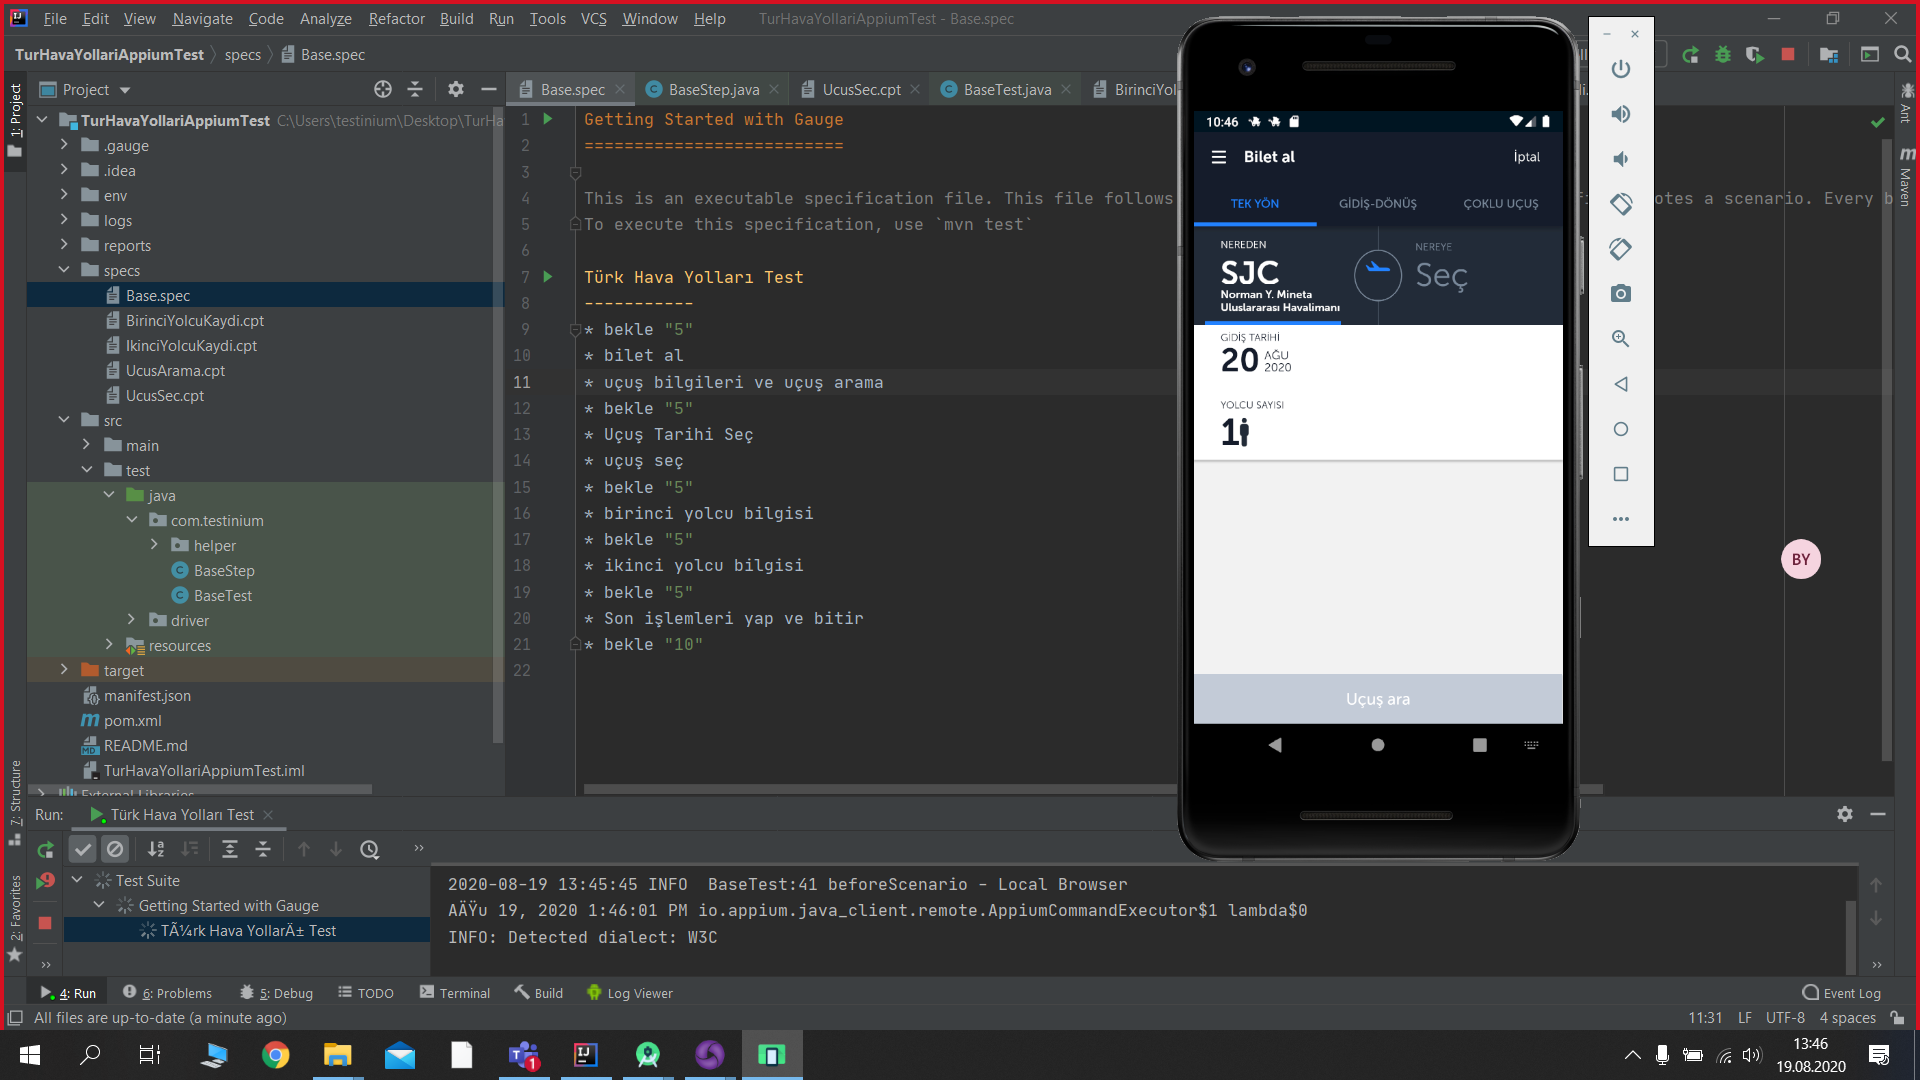 File Edit View Navigate Code Analyze Refactor Build Run Tools VCS Window Help TurHavaYollariAppiumTest - Base.spec
TurHavaYollariAppiumTest specs Base.spec
Project
Base.spec
BaseStep.java
UcusSec.cpt
BaseTest.java
BirinciYol
1: Project
TurHavaYollariAppiumTest C:\Users\testinium\Desktop\TurHa
.gauge
.idea
env
logs
reports
specs
Base.spec
BirinciYolcuKaydi.cpt
IkinciYolcuKaydi.cpt
UcusArama.cpt
UcusSec.cpt
src
main
test
java
com.testinium
helper
BaseStep
BaseTest
driver
resources
target
manifest.json
pom.xml
README.md
TurHavaYollariAppiumTest.iml
External Libraries
7: Structure
2: Favorites
1 Getting Started with Gauge
2 ==========================
3
4 This is an executable specification file. This file follows
otes a scenario. Every b
5 To execute this specification, use `mvn test`
6
7 Türk Hava Yolları Test
8 -----------
9 * bekle "5"
10 * bilet al
11 * uçuş bilgileri ve uçuş arama
12 * bekle "5"
13 * Uçuş Tarihi Seç
14 * uçuş seç
15 * bekle "5"
16 * birinci yolcu bilgisi
17 * bekle "5"
18 * ikinci yolcu bilgisi
19 * bekle "5"
20 * Son işlemleri yap ve bitir
21 * bekle "10"
22
10:46
Bilet al
İptal
TEK YÖN
GİDİŞ-DÖNÜŞ
ÇOKLU UÇUŞ
NEREDEN
SJC
Norman Y. Mineta
Uluslararası Havalimanı
NEREYE
Seç
GİDİŞ TARİHİ
20 AĞU
2020
YOLCU SAYISI
1
Uçuş ara
Ant
Maven
BY
Run: Türk Hava Yolları Test
Test Suite
Getting Started with Gauge
TÃ¼rk Hava YollarÄ± Test
2020-08-19 13:45:45 INFO  BaseTest:41 beforeScenario - Local Browser
AÄŸu 19, 2020 1:46:01 PM io.appium.java_client.remote.AppiumCommandExecutor$1 lambda$0
INFO: Detected dialect: W3C
4: Run
6: Problems
5: Debug
TODO
Terminal
Build
Log Viewer
Event Log
All files are up-to-date (a minute ago)
11:31 LF UTF-8 4 spaces
1
13:46
19.08.2020